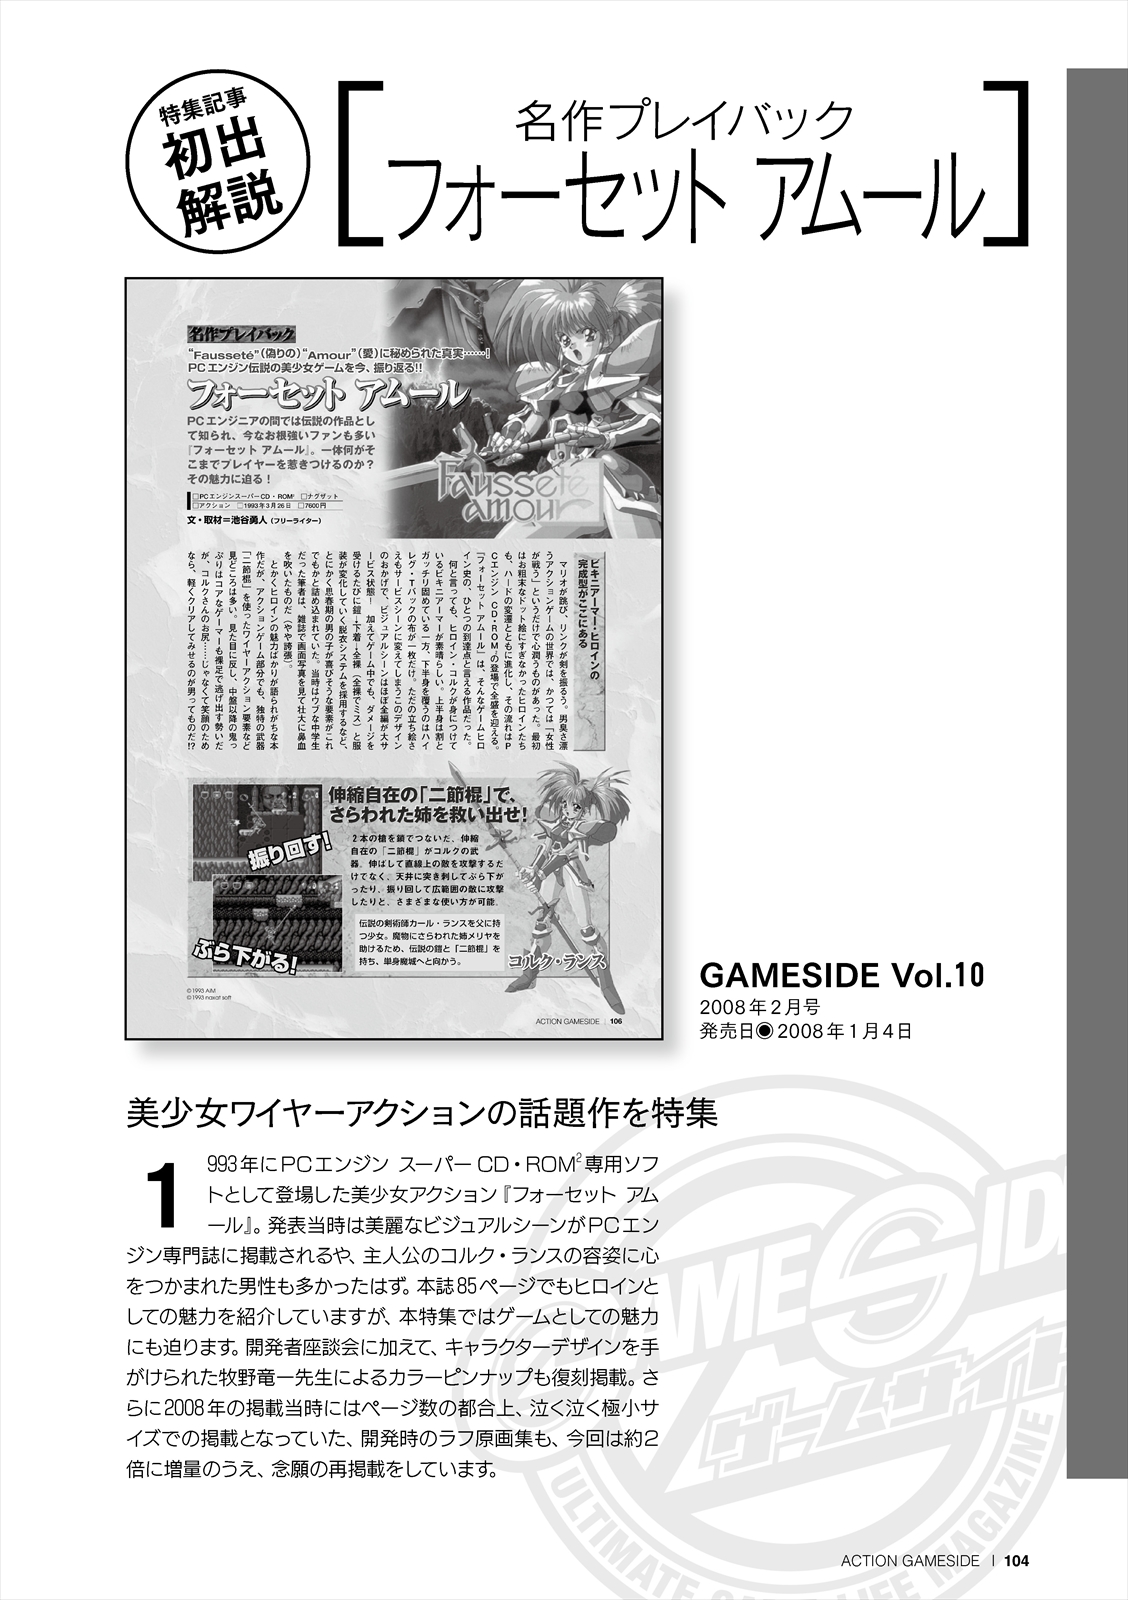 特集記事
初出
解説
名作プレイバック
フォーセット アムール
名作プレイバック
“Fausseté”(偽りの)“Amour”(愛)に秘められた真実……!
PCエンジン伝説の美少女ゲームを今、振り返る!!
フォーセット アムール
PCエンジニアの間では伝説の作品とし
て知られ、今なお根強いファンも多い
『フォーセット アムール』。一体何がそ
こまでプレイヤーを惹きつけるのか?
その魅力に迫る!
□PCエンジンスーパーCD・ROM² □ナグザット
□アクション □1993年3月26日 □7600円
文・取材=池谷勇人(フリーライター)
Fausseté
amour
ビキニアーマー・ヒロインの
完成型がここにある
マリオが跳び、リンクが剣を振るう。男臭さ漂
うアクションゲームの世界では、かつては「女性
が戦う」というだけで心潤うものがあった。最初
はお粗末なドット絵にすぎなかったヒロインたち
も、ハードの変遷とともに進化し、その流れはP
Cエンジン CD・ROM²の登場で全盛を迎える。
『フォーセット アムール』は、そんなゲームヒロ
イン史の、ひとつの到達点と言える作品だった。
何と言っても、ヒロイン・コルクが身につけて
いるビキニアーマーが素晴らしい。上半身は割と
ガッチリ固めている一方、下半身を覆うのはハイ
レグ・Tバックの布が一枚だけ。ただの立ち絵さ
えもサービスシーンに変えてしまうこのデザイン
のおかげで、ビジュアルシーンはほぼ全編が大サ
ービス状態! 加えてゲーム中でも、ダメージを
受けるたびに鎧→下着→全裸(全裸でミス)と服
装が変化していく脱衣システムを採用するなど、
とにかく思春期の男の子が喜びそうな要素がこれ
でもかと詰め込まれていた。当時はウブな中学生
だった筆者は、雑誌で画面写真を見て壮大に鼻血
を吹いたものだ(やや誇張)。
とかくヒロインの魅力ばかりが語られがちな本
作だが、アクションゲーム部分でも、独特の武器
「二節棍」を使ったワイヤーアクション要素など
見どころは多い。見た目に反し、中盤以降の鬼っ
ぷりはコアなゲーマーも裸足で逃げ出す勢いだ
が、コルクさんのお尻……じゃなくて笑顔のため
なら、軽くクリアしてみせるのが男ってものだ!?
伸縮自在の「二節棍」で、
さらわれた姉を救い出せ!
振り回す!
ぶら下がる!
2本の槍を鎖でつないだ、伸縮
自在の「二節棍」がコルクの武
器。伸ばして直線上の敵を攻撃するだ
けでなく、天井に突き刺してぶら下が
ったり、振り回して広範囲の敵に攻撃
したりと、さまざまな使い方が可能。
伝説の剣術師カール・ランスを父に持
つ少女。魔物にさらわれた姉メリヤを
助けるため、伝説の鎧と「二節棍」を
持ち、単身魔城へと向かう。
コルク・ランス
©1993 AIM
©1993 naxat soft
ACTION GAMESIDE | 106
GAMESIDE Vol.10
2008年2月号
発売日◉2008年1月4日
美少女ワイヤーアクションの話題作を特集
1993年にPCエンジン スーパーCD・ROM²専用ソフ
トとして登場した美少女アクション『フォーセット アム
ール』。発表当時は美麗なビジュアルシーンがPCエン
ジン専門誌に掲載されるや、主人公のコルク・ランスの容姿に心
をつかまれた男性も多かったはず。本誌85ページでもヒロインと
しての魅力を紹介していますが、本特集ではゲームとしての魅力
にも迫ります。開発者座談会に加えて、キャラクターデザインを手
がけられた牧野竜一先生によるカラーピンナップも復刻掲載。さ
らに2008年の掲載当時にはページ数の都合上、泣く泣く極小サ
イズでの掲載となっていた、開発時のラフ原画集も、今回は約2
倍に増量のうえ、念願の再掲載をしています。
GAMESIDE
ゲームサイド
ULTIMATE GAME LIFE MAGAZINE
ACTION GAMESIDE | 104